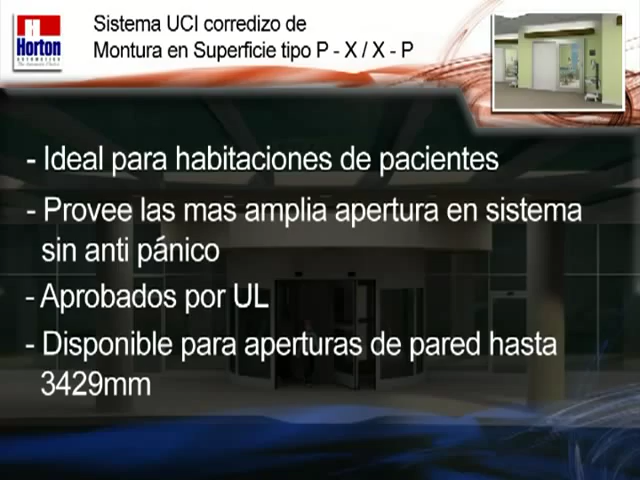 H
Horton
AUTOMATICS
Sistema UCI corredizo de
Montura en Superficie tipo P - X / X - P
- Ideal para habitaciones de pacientes
- Provee las mas amplia apertura en sistema
sin anti pánico
- Aprobados por UL
- Disponible para aperturas de pared hasta
3429mm